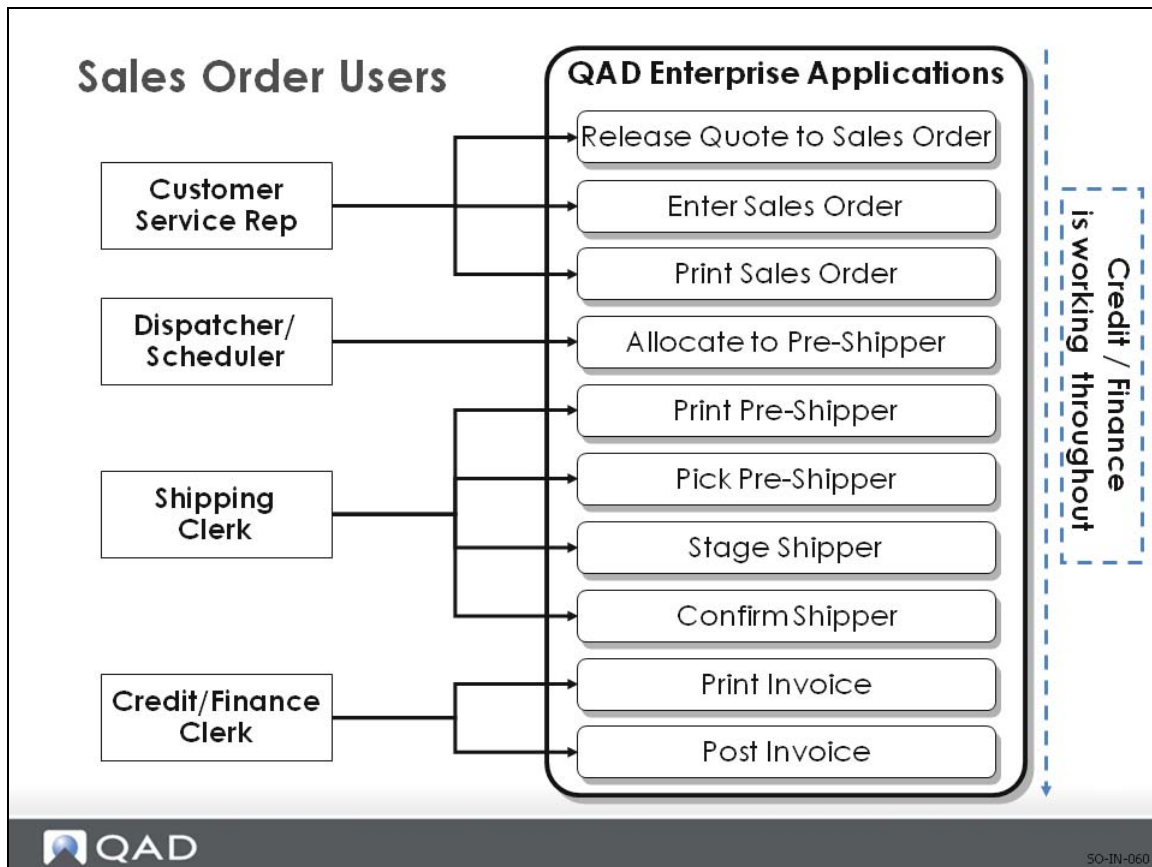 Sales Order Users
QAD Enterprise Applications
Release Quote to Sales Order
Customer
Service Rep
Enter Sales Order
Print Sales Order
Dispatcher/
Scheduler
Allocate to Pre-Shipper
Print Pre-Shipper
Shipping
Clerk
Pick Pre-Shipper
Stage Shipper
Confirm Shipper
Credit/Finance
Clerk
Print Invoice
Post Invoice
Credit / Finance
is working throughout
QAD
SO-IN-060